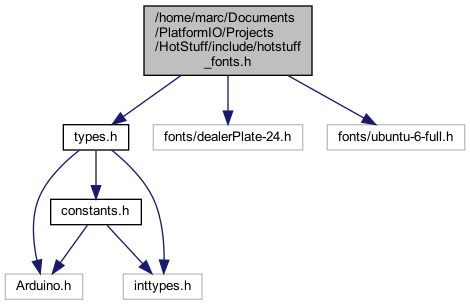 /home/marc/Documents
/PlatformIO/Projects
/HotStuff/include/hotstuff
_fonts.h
types.h
fonts/dealerPlate-24.h
fonts/ubuntu-6-full.h
constants.h
Arduino.h
inttypes.h